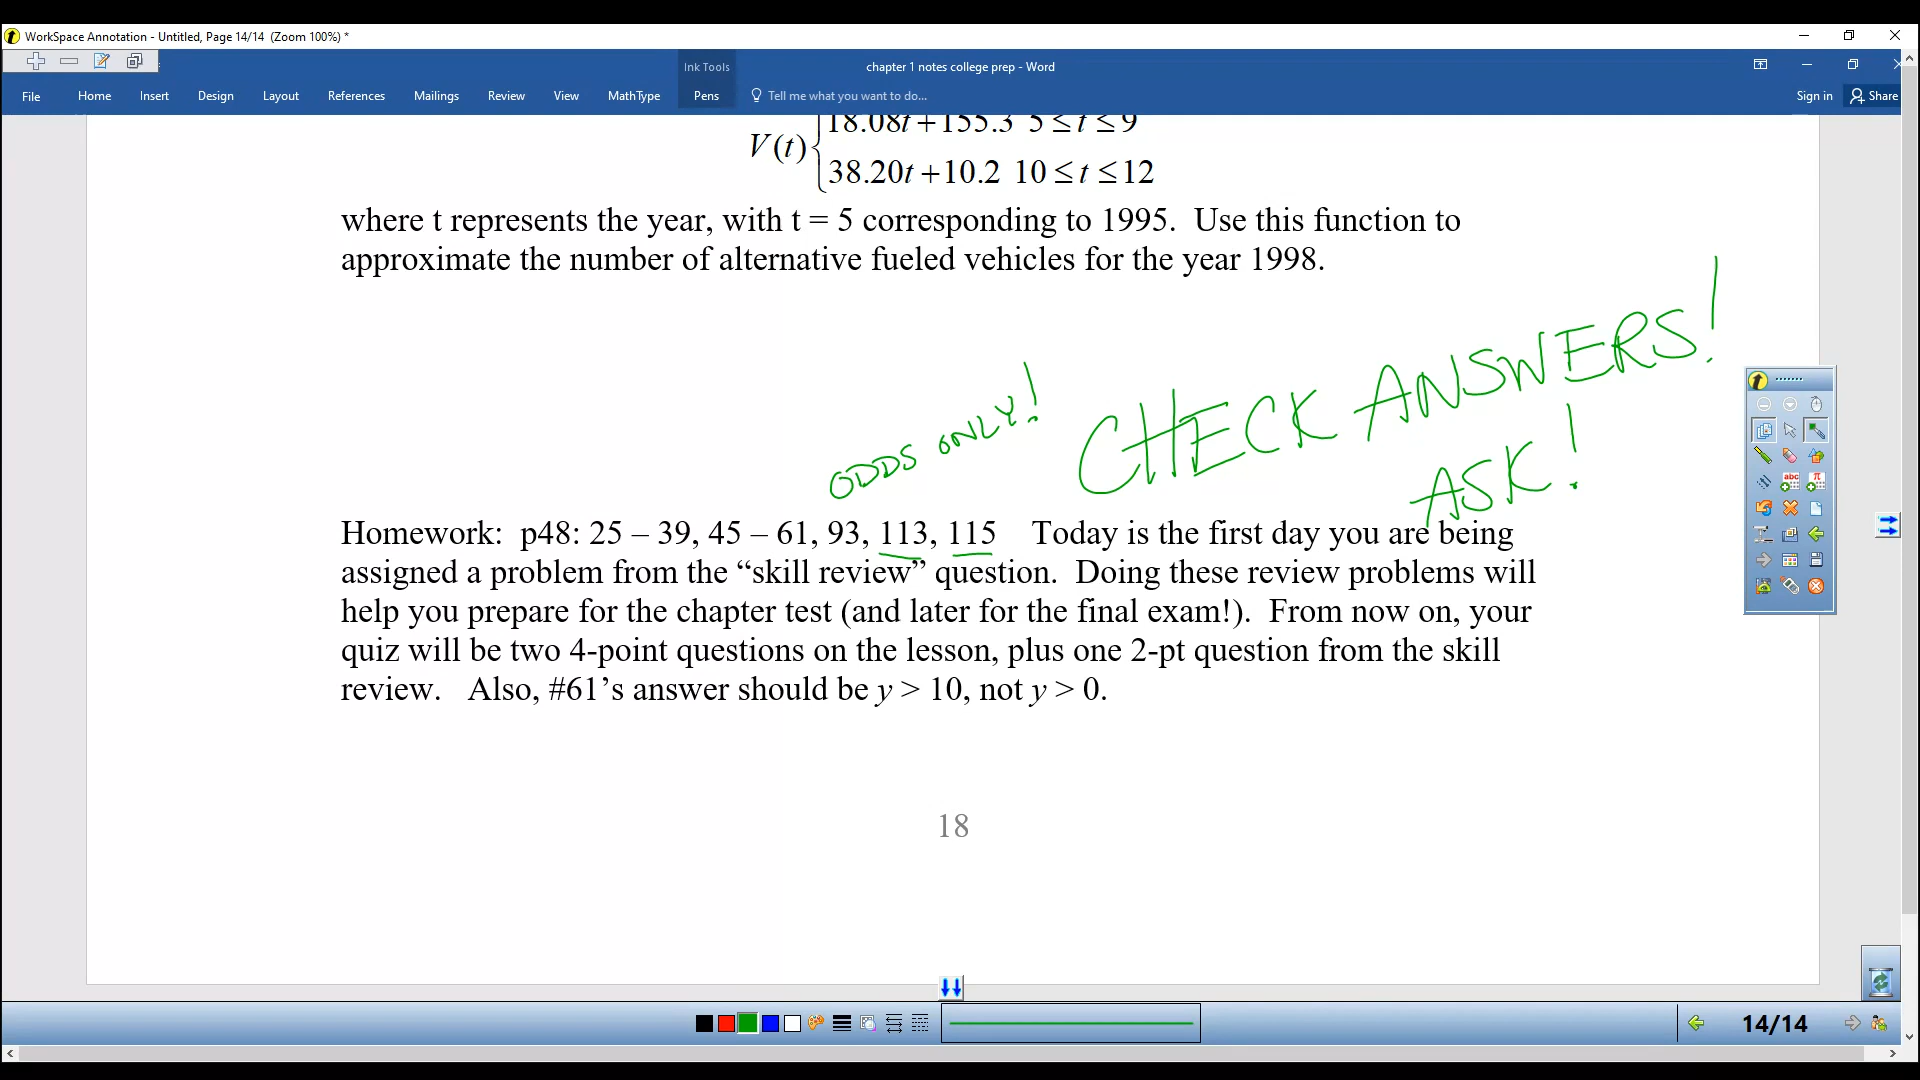 WorkSpace Annotation - Untitled, Page 14/14 (Zoom 100%) *
Ink Tools
chapter 1 notes college prep - Word
File Home Insert Design Layout References Mailings Review View MathType Pens Tell me what you want to do... Sign in Share
18.08t + 155.3 5 ≤ t ≤ 9
V(t)
38.20t + 10.2 10 ≤ t ≤ 12
where t represents the year, with t = 5 corresponding to 1995. Use this function to
approximate the number of alternative fueled vehicles for the year 1998.
ODDS ONLY!
CHECK ANSWERS!
ASK!
Homework: p48: 25 – 39, 45 – 61, 93, 113, 115 Today is the first day you are being
assigned a problem from the “skill review” question. Doing these review problems will
help you prepare for the chapter test (and later for the final exam!). From now on, your
quiz will be two 4-point questions on the lesson, plus one 2-pt question from the skill
review. Also, #61’s answer should be y > 10, not y > 0.
18
14/14